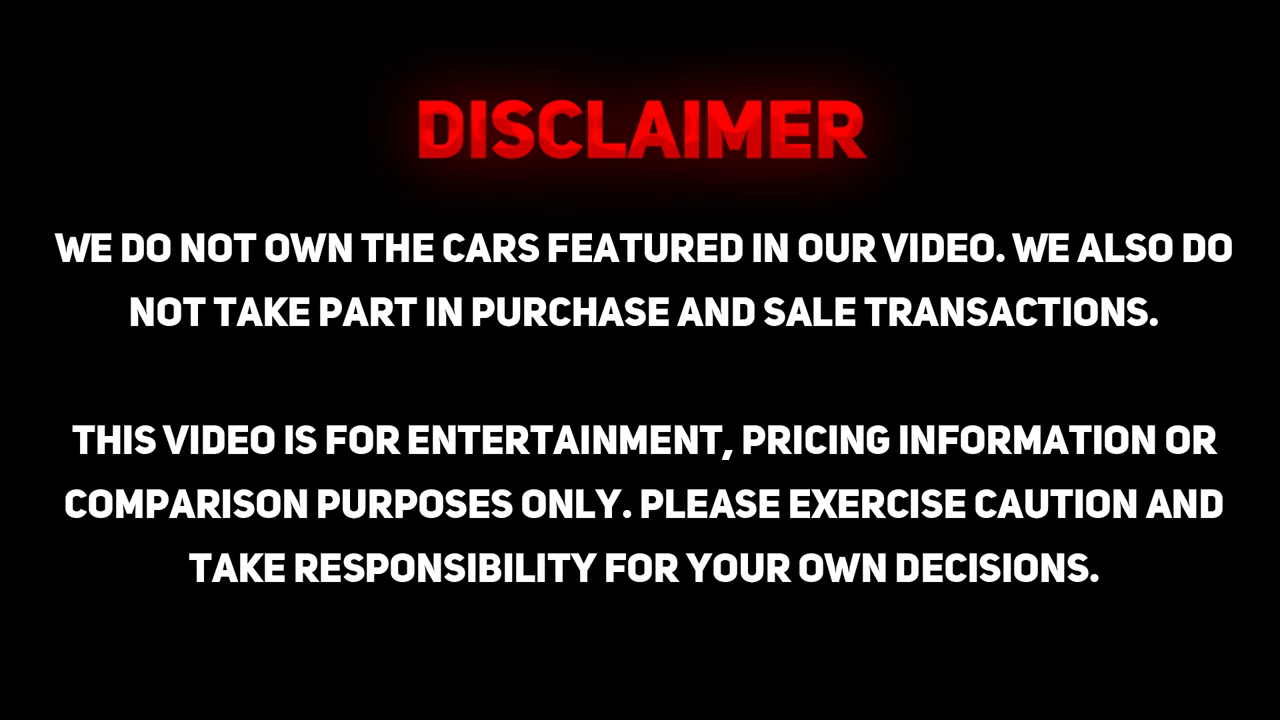 DISCLAIMER
WE DO NOT OWN THE CARS FEATURED IN OUR VIDEO. WE ALSO DO
NOT TAKE PART IN PURCHASE AND SALE TRANSACTIONS.
THIS VIDEO IS FOR ENTERTAINMENT, PRICING INFORMATION OR
COMPARISON PURPOSES ONLY. PLEASE EXERCISE CAUTION AND
TAKE RESPONSIBILITY FOR YOUR OWN DECISIONS.